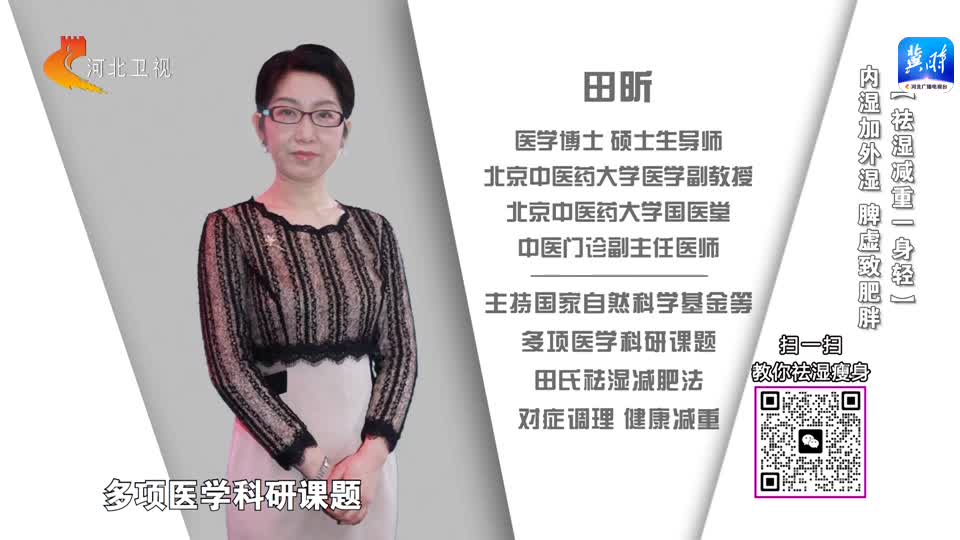 河北卫视
冀时
河北广播电视台
田昕
医学博士 硕士生导师
北京中医药大学医学副教授
北京中医药大学国医堂
中医门诊副主任医师
主持国家自然科学基金等
多项医学科研课题
田氏祛湿减肥法
对症调理 健康减重
【祛湿减重一身轻】
内湿加外湿 脾虚致肥胖
扫一扫
教你祛湿瘦身
多项医学科研课题